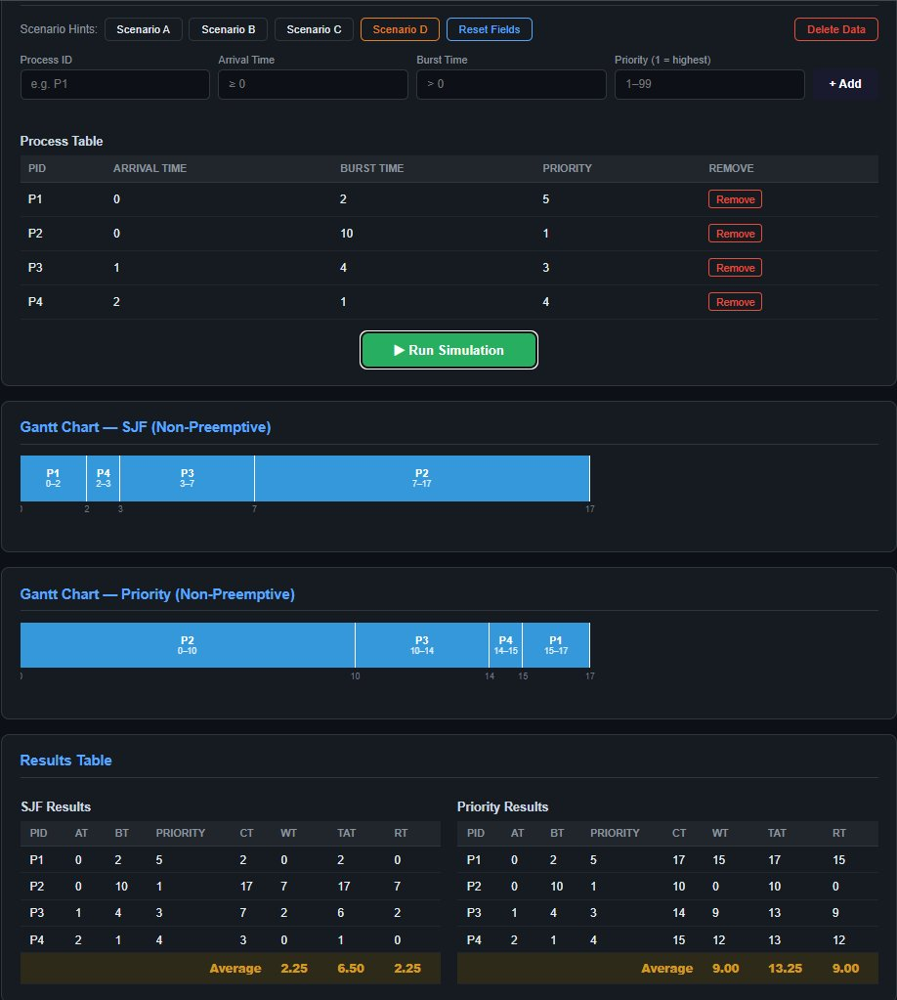 Scenario Hints: Scenario A Scenario B Scenario C Scenario D Reset Fields Delete Data
Process ID Arrival Time Burst Time Priority (1 = highest)
e.g. P1 ≥ 0 > 0 1–99 + Add
Process Table
PID ARRIVAL TIME BURST TIME PRIORITY REMOVE
P1 0 2 5 Remove
P2 0 10 1 Remove
P3 1 4 3 Remove
P4 2 1 4 Remove
▶ Run Simulation
Gantt Chart — SJF (Non-Preemptive)
P1 P4 P3 P2
0–2 2–3 3–7 7–17
2 3 7 17
Gantt Chart — Priority (Non-Preemptive)
P2 P3 P4 P1
0–10 10–14 14–15 15–17
10 14 15 17
Results Table
SJF Results
PID AT BT PRIORITY CT WT TAT RT
P1 0 2 5 2 0 2 0
P2 0 10 1 17 7 17 7
P3 1 4 3 7 2 6 2
P4 2 1 4 3 0 1 0
Average 2.25 6.50 2.25
Priority Results
PID AT BT PRIORITY CT WT TAT RT
P1 0 2 5 17 15 17 15
P2 0 10 1 10 0 10 0
P3 1 4 3 14 9 13 9
P4 2 1 4 15 12 13 12
Average 9.00 13.25 9.00